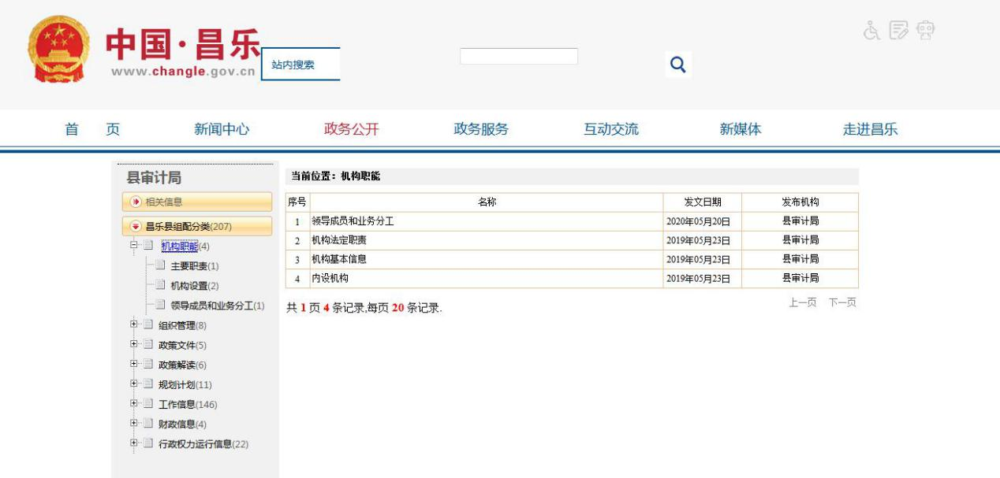 中国·昌乐
www.changle.gov.cn
站内搜索
首 页 新闻中心 政务公开 政务服务 互动交流 新媒体 走进昌乐
县审计局
相关信息
昌乐县组配分类(207)
机构职能(4)
主要职责(1)
机构设置(2)
领导成员和业务分工(1)
组织管理(8)
政策文件(5)
政策解读(6)
规划计划(11)
工作信息(146)
财政信息(4)
行政权力运行信息(22)
当前位置：机构职能
序号 名称 发文日期 发布机构
1 领导成员和业务分工 2020年05月20日 县审计局
2 机构法定职责 2019年05月23日 县审计局
3 机构基本信息 2019年05月23日 县审计局
4 内设机构 2019年05月23日 县审计局
共 1 页 4 条记录,每页 20 条记录.
上一页 下一页